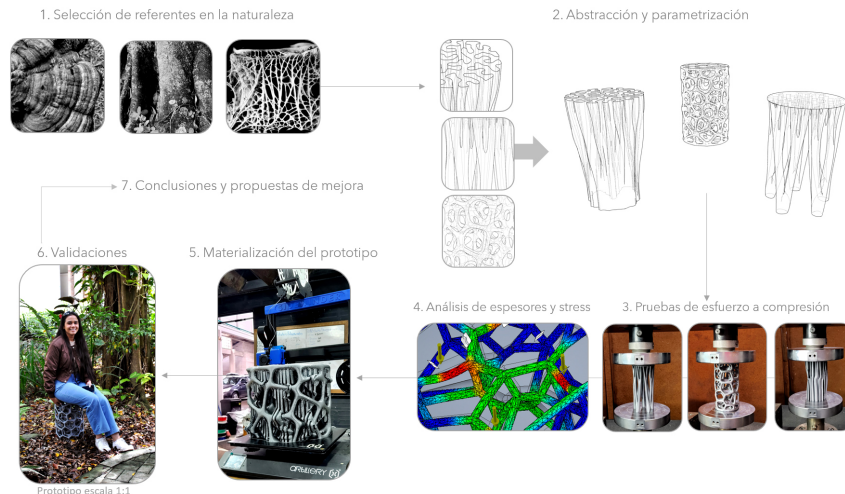 1. Selección de referentes en la naturaleza
2. Abstracción y parametrización
7. Conclusiones y propuestas de mejora
6. Validaciones
5. Materialización del prototipo
4. Análisis de espesores y stress
3. Pruebas de esfuerzo a compresión
ARTILLERY
Prototipo escala 1:1